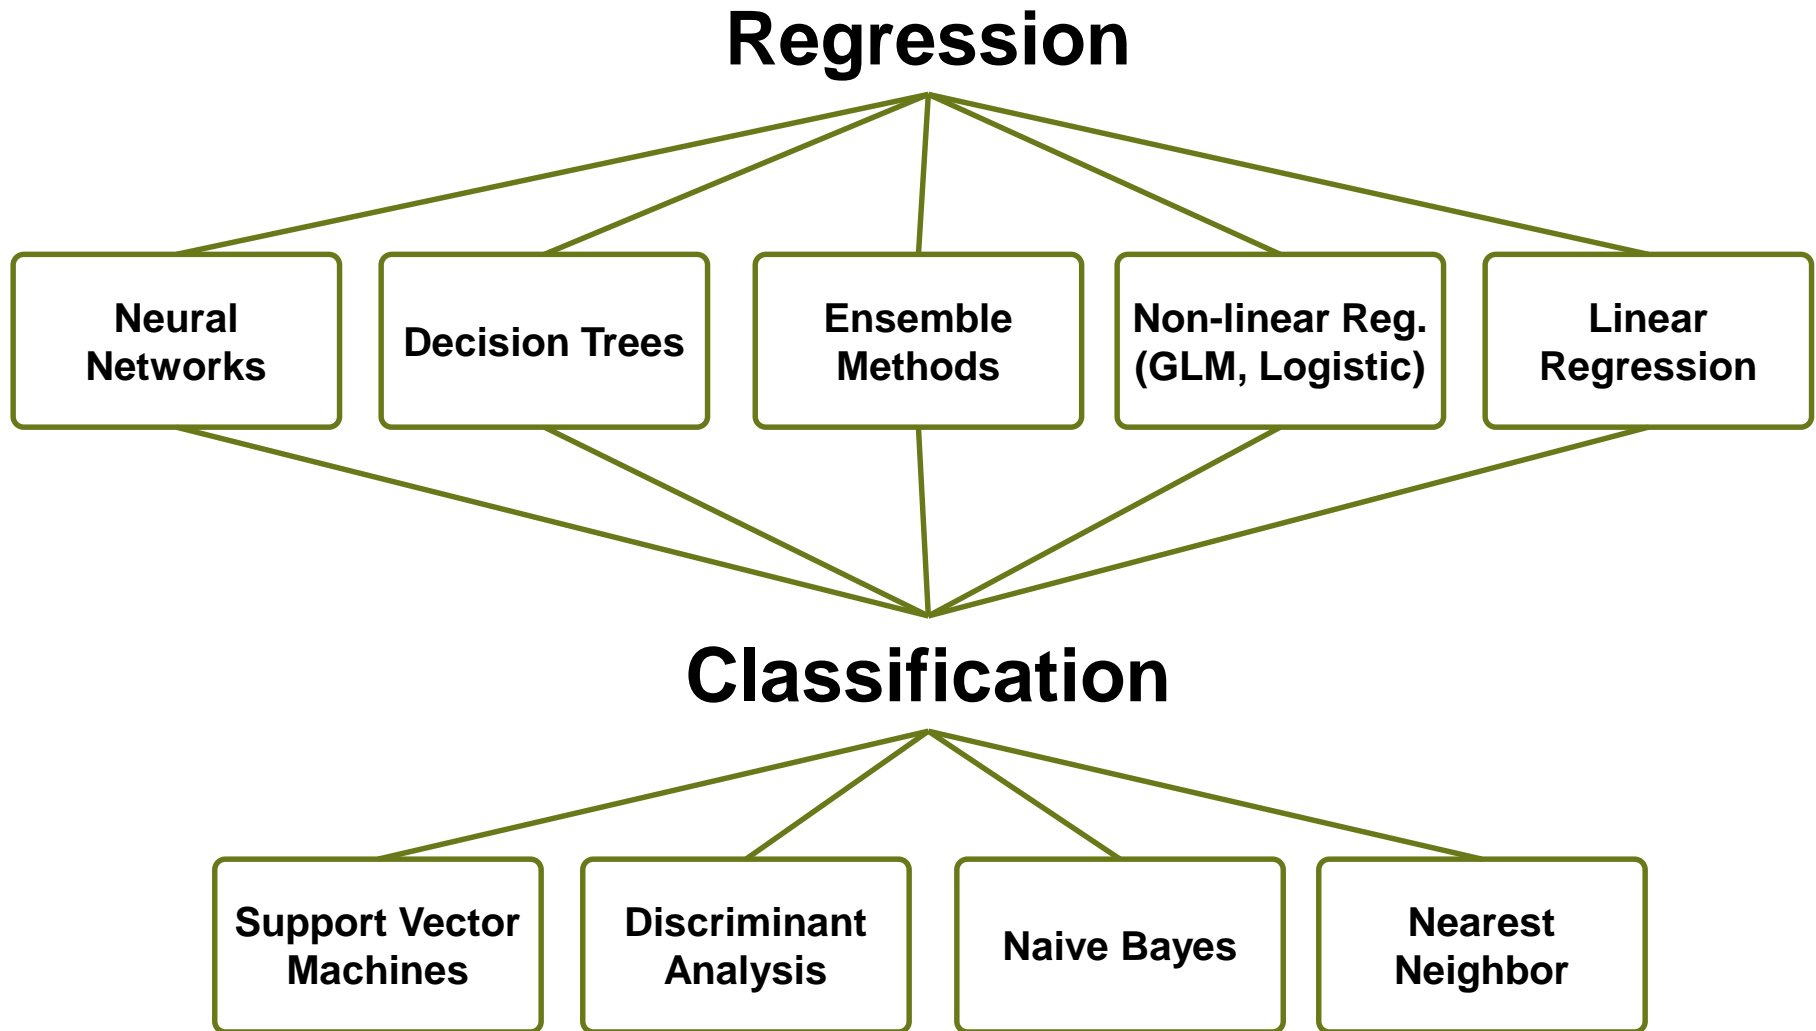 Regression
Neural
Networks
Decision Trees
Ensemble
Methods
Non-linear Reg.
(GLM, Logistic)
Linear
Regression
Classification
Support Vector
Machines
Discriminant
Analysis
Naive Bayes
Nearest
Neighbor